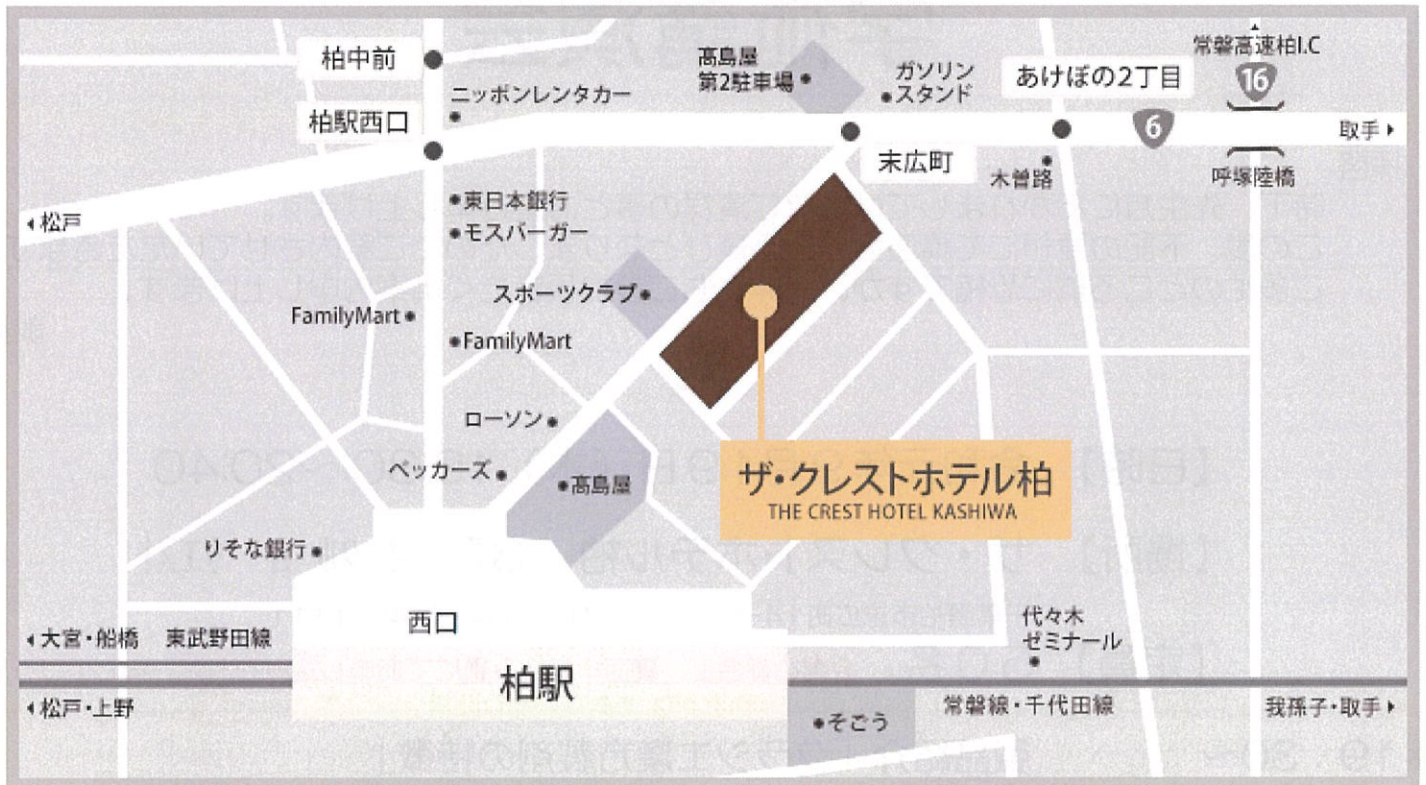 柏中前
髙島屋
第2駐車場
ガソリン
スタンド
常磐高速柏I.C
16
あけぼの2丁目
ニッポンレンタカー
柏駅西口
6
取手
末広町
木曽路
呼塚陸橋
松戸
東日本銀行
モスバーガー
スポーツクラブ
FamilyMart
FamilyMart
ローソン
ベッカーズ
髙島屋
ザ・クレストホテル柏
THE CREST HOTEL KASHIWA
りそな銀行
西口
代々木
ゼミナール
大宮・船橋 東武野田線
柏駅
松戸・上野
そごう
常磐線・千代田線
我孫子・取手